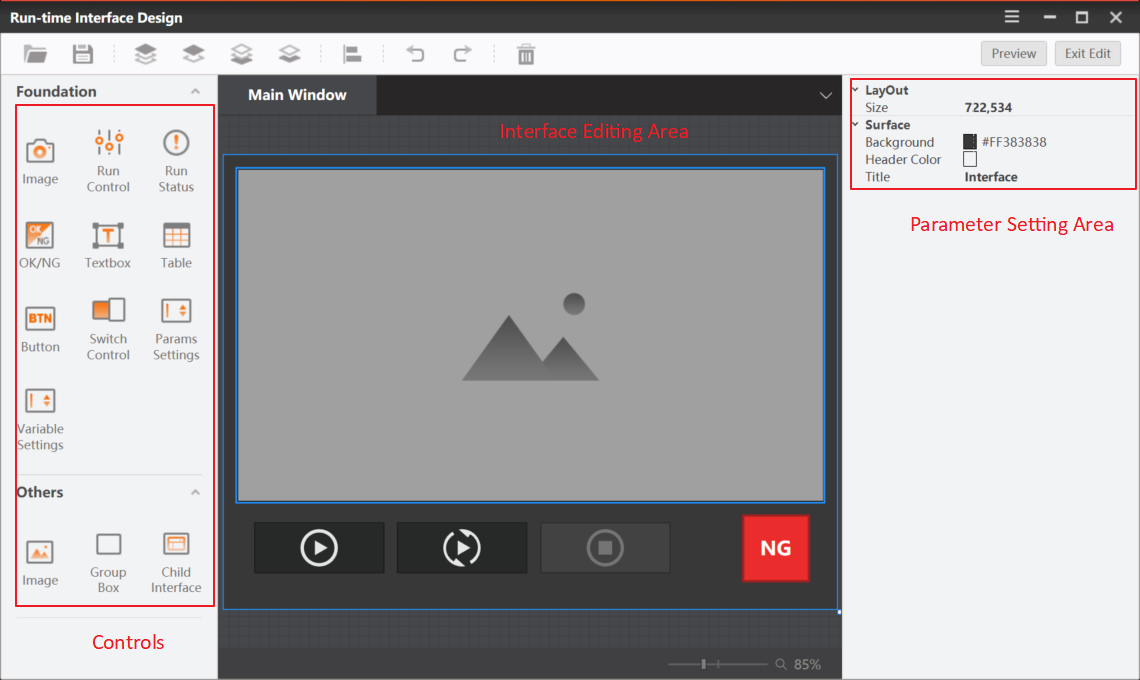 Run-time Interface Design
Preview
Exit Edit
Foundation
Image
Run
Control
Run
Status
OK
NG
OK/NG
T
Textbox
Table
BTN
Button
Switch
Control
Params
Settings
Variable
Settings
Others
Image
Group
Box
Child
Interface
Controls
Main Window
Interface Editing Area
NG
85%
LayOut
Size 722,534
Surface
Background #FF383838
Header Color
Title Interface
Parameter Setting Area